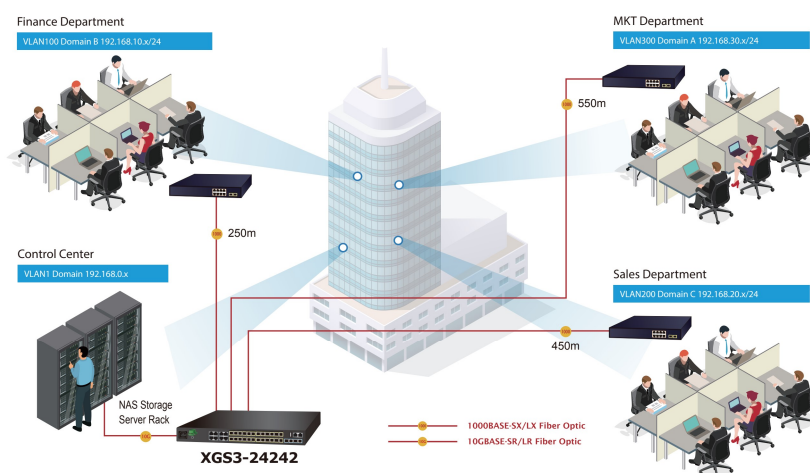 Finance Department
VLAN100 Domain B 192.168.10.x/24
MKT Department
VLAN300 Domain A 192.168.30.x/24
550m
250m
Control Center
VLAN1 Domain 192.168.0.x
Sales Department
VLAN200 Domain C 192.168.20.x/24
450m
NAS Storage
Server Rack
10G
XGS3-24242
1000BASE-SX/LX Fiber Optic
10GBASE-SR/LR Fiber Optic